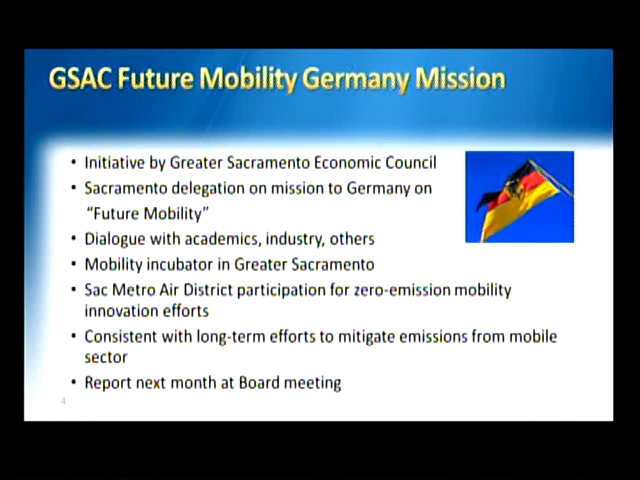 GSAC Future Mobility Germany Mission
• Initiative by Greater Sacramento Economic Council
• Sacramento delegation on mission to Germany on
“Future Mobility”
• Dialogue with academics, industry, others
• Mobility incubator in Greater Sacramento
• Sac Metro Air District participation for zero-emission mobility
innovation efforts
• Consistent with long-term efforts to mitigate emissions from mobile
sector
• Report next month at Board meeting
4